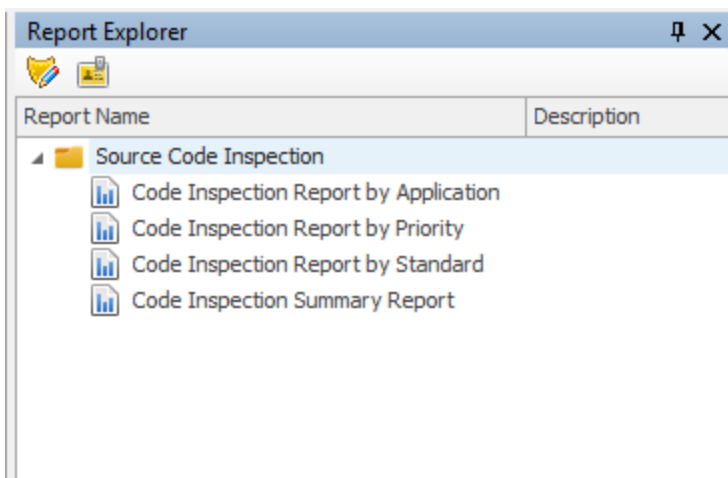 Report Explorer
Report Name Description
Source Code Inspection
Code Inspection Report by Application
Code Inspection Report by Priority
Code Inspection Report by Standard
Code Inspection Summary Report